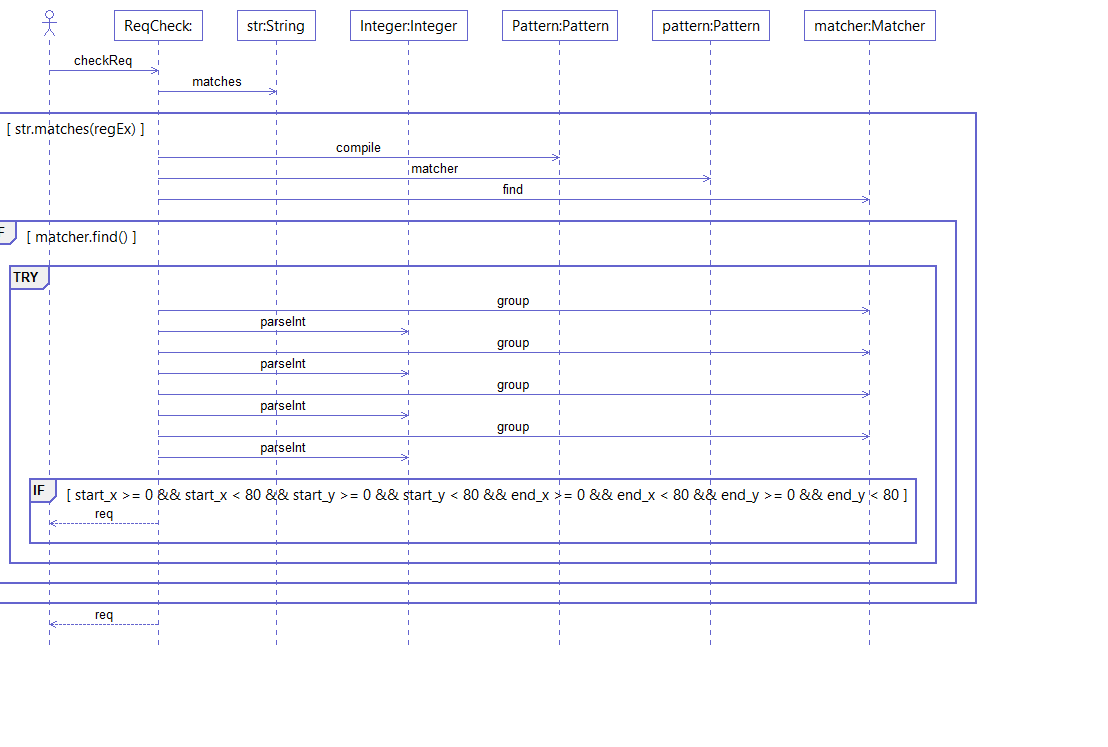 ReqCheck: str:String Integer:Integer Pattern:Pattern pattern:Pattern matcher:Matcher
checkReq
matches
[ str.matches(regEx) ]
compile
matcher
find
F [ matcher.find() ]
TRY
group
parseInt
group
parseInt
group
parseInt
group
parseInt
IF [ start_x >= 0 && start_x < 80 && start_y >= 0 && start_y < 80 && end_x >= 0 && end_x < 80 && end_y >= 0 && end_y < 80 ]
req
req